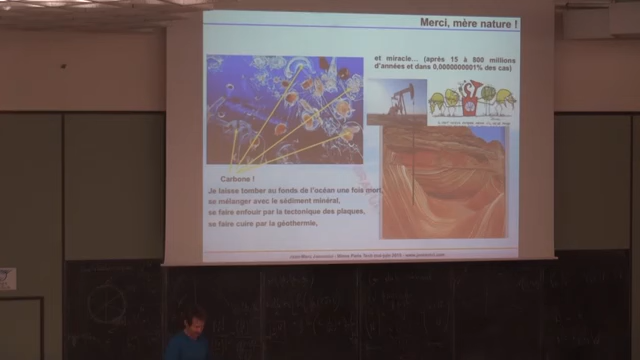 Merci, mère nature !
et miracle... (après 15 à 800 millions
d'années et dans 0,0000000001% des cas)
Carbone !
Je laisse tomber au fonds de l'océan une fois mort,
se mélanger avec le sédiment minéral,
se faire enfouir par la tectonique des plaques,
se faire cuire par la géothermie,